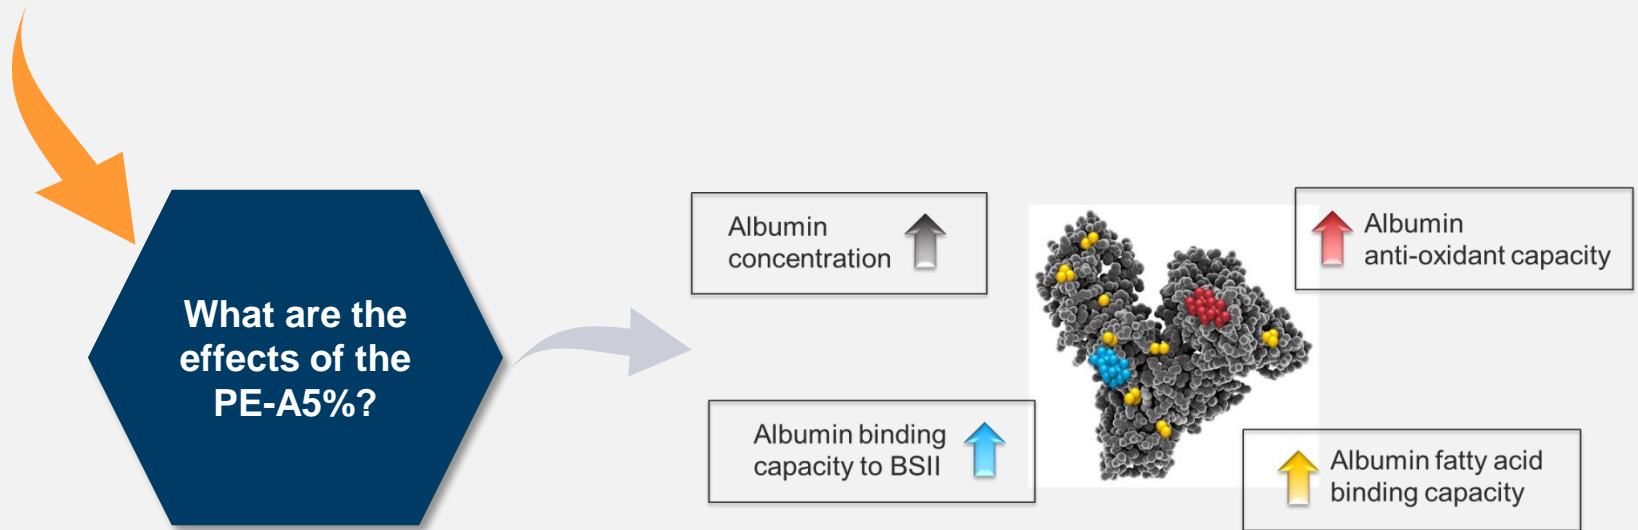 What are the
effects of the
PE-A5%?
Albumin
concentration
Albumin
anti-oxidant capacity
Albumin binding
capacity to BSII
Albumin fatty acid
binding capacity